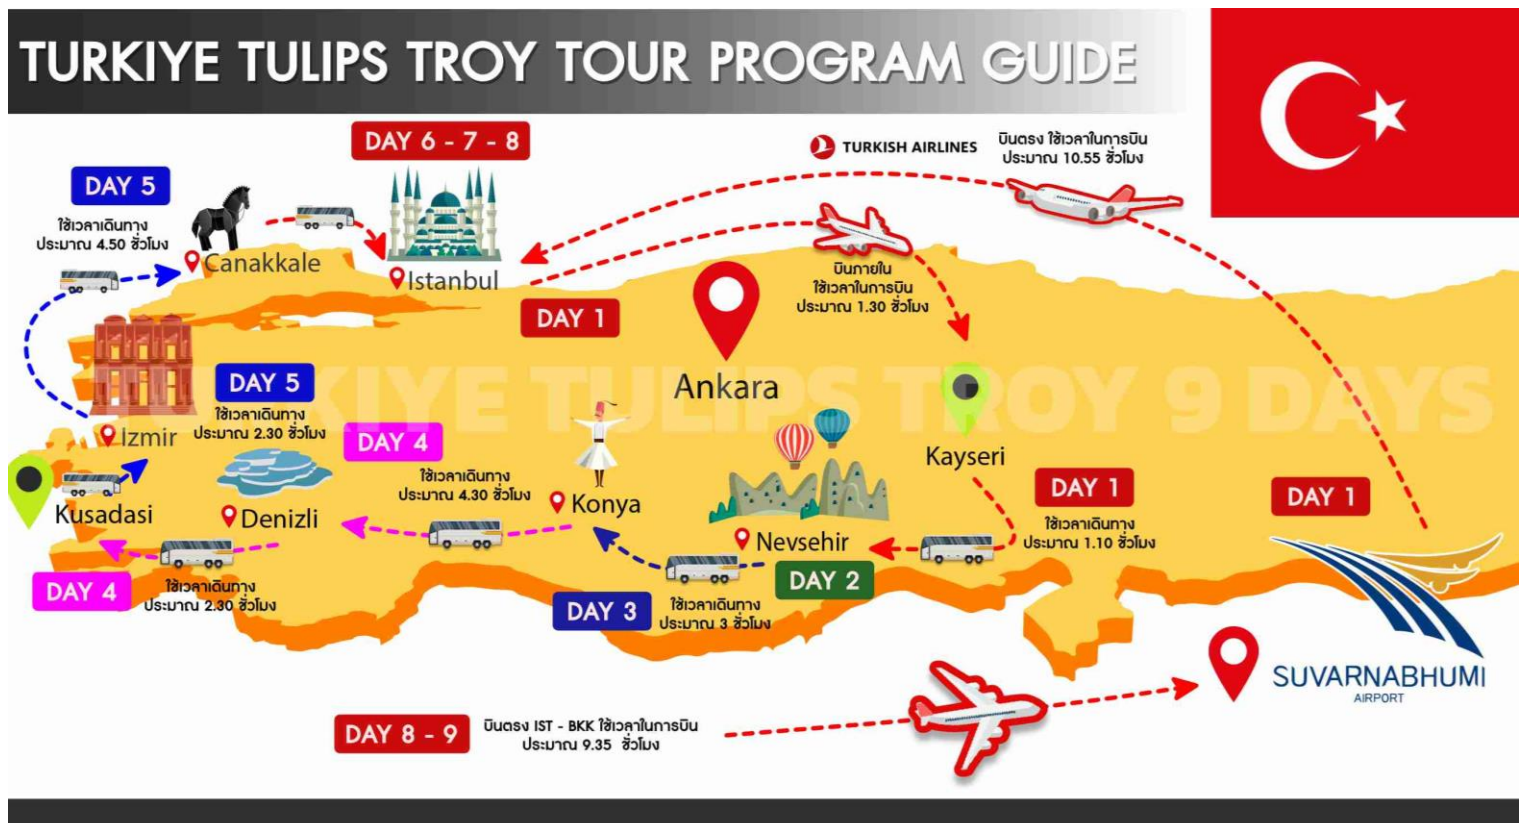 TURKIYE TULIPS TROY TOUR PROGRAM GUIDE
DAY 6 - 7 - 8
TURKISH AIRLINES
บินตรง ใช้เวลาในการบิน
ประมาณ 10.55 ชั่วโมง
DAY 5
ใช้เวลาเดินทาง
ประมาณ 4.50 ชั่วโมง
Canakkale
Istanbul
บินภายใน
ใช้เวลาในการบิน
ประมาณ 1.30 ชั่วโมง
DAY 1
Ankara
TURKIYE TULIPS TROY 9 DAYS
DAY 5
ใช้เวลาเดินทาง
ประมาณ 2.30 ชั่วโมง
Izmir
DAY 4
ใช้เวลาเดินทาง
ประมาณ 4.30 ชั่วโมง
Kayseri
Kusadasi
Denizli
Konya
Nevsehir
DAY 1
ใช้เวลาเดินทาง
ประมาณ 1.10 ชั่วโมง
DAY 1
DAY 4
ใช้เวลาเดินทาง
ประมาณ 2.30 ชั่วโมง
DAY 3
ใช้เวลาเดินทาง
ประมาณ 3 ชั่วโมง
DAY 2
SUVARNABHUMI
AIRPORT
DAY 8 - 9
บินตรง IST - BKK ใช้เวลาในการบิน
ประมาณ 9.35 ชั่วโมง